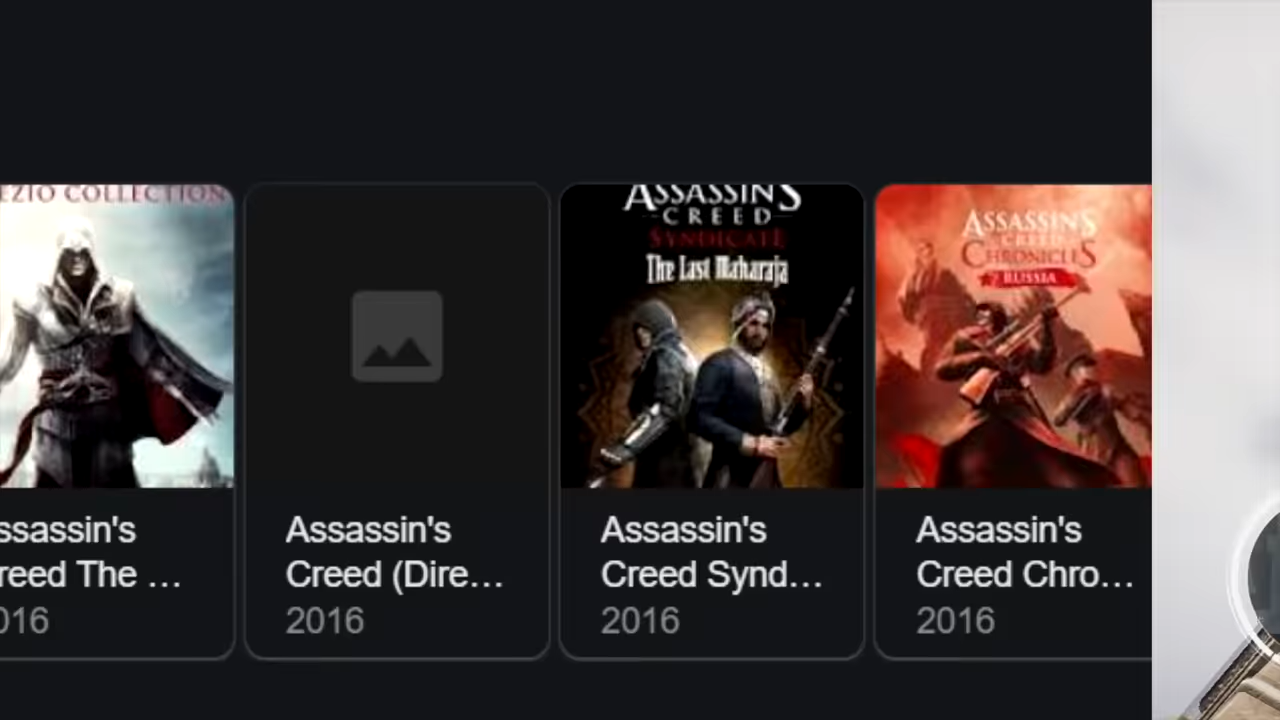 EZIO COLLECTION
ssassin's
reed The ...
016
Assassin's
Creed (Dire...
2016
ASSASSIN'S
CREED
SYNDICATE
The Last Maharaja
Assassin's
Creed Synd...
2016
ASSASSIN'S
CREED
CHRONICLES
RUSSIA
Assassin's
Creed Chro...
2016